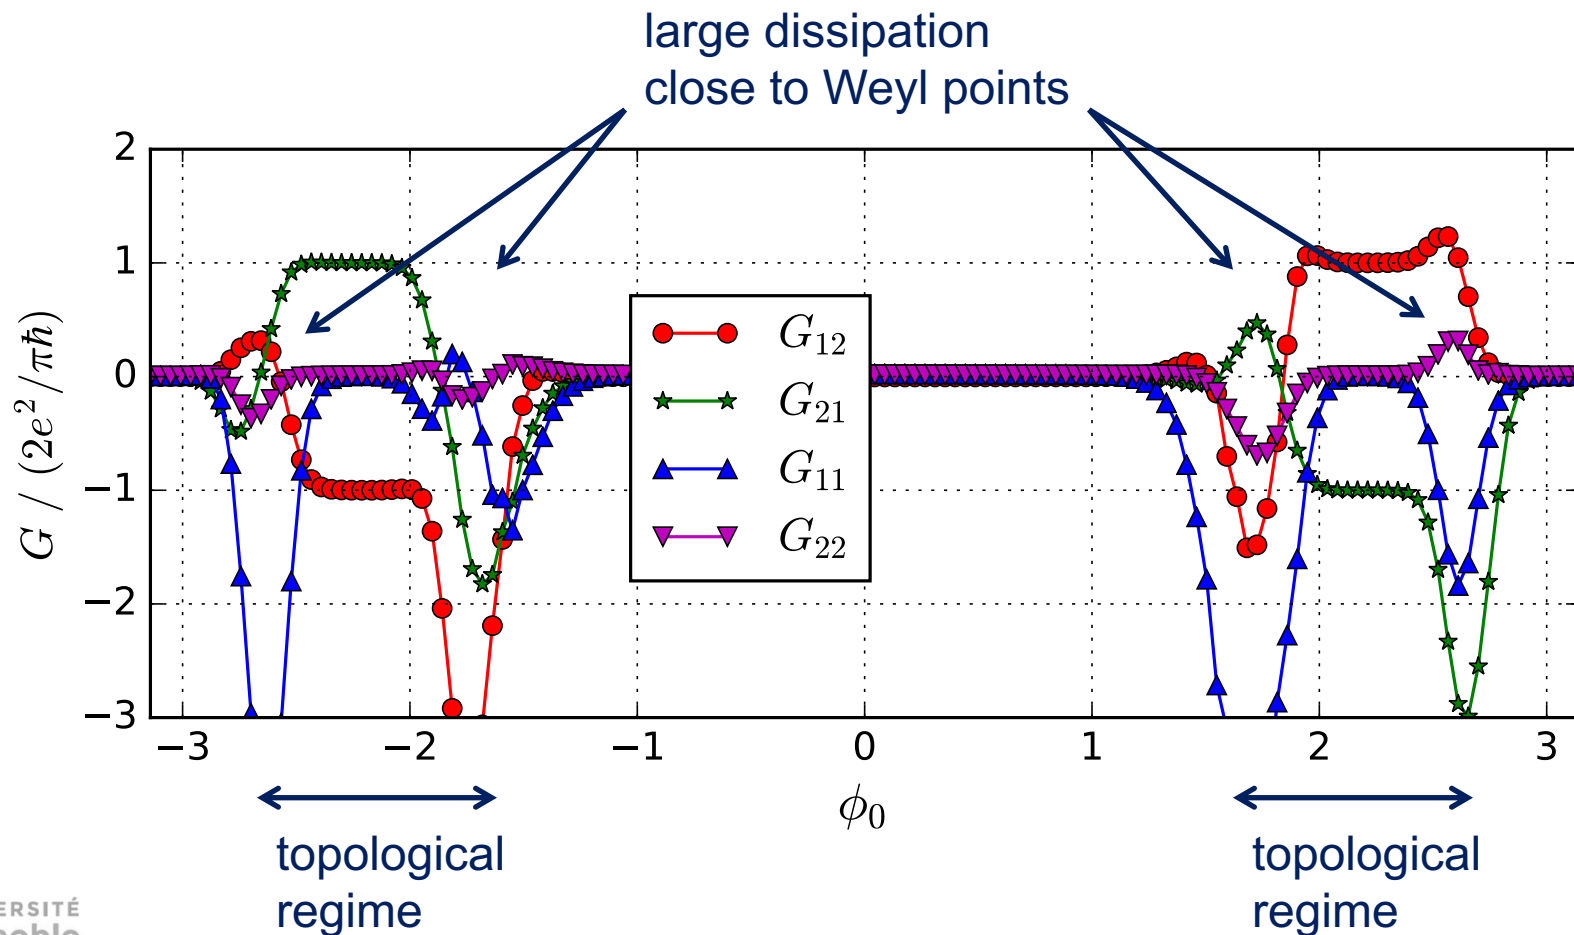 large dissipation
close to Weyl points
2
1
0
−1
−2
−3
G / (2e²/πħ)
G₁₂
G₂₁
G₁₁
G₂₂
−3 −2 −1 0 1 2 3
ϕ₀
topological
regime
topological
regime
ERSITÉ